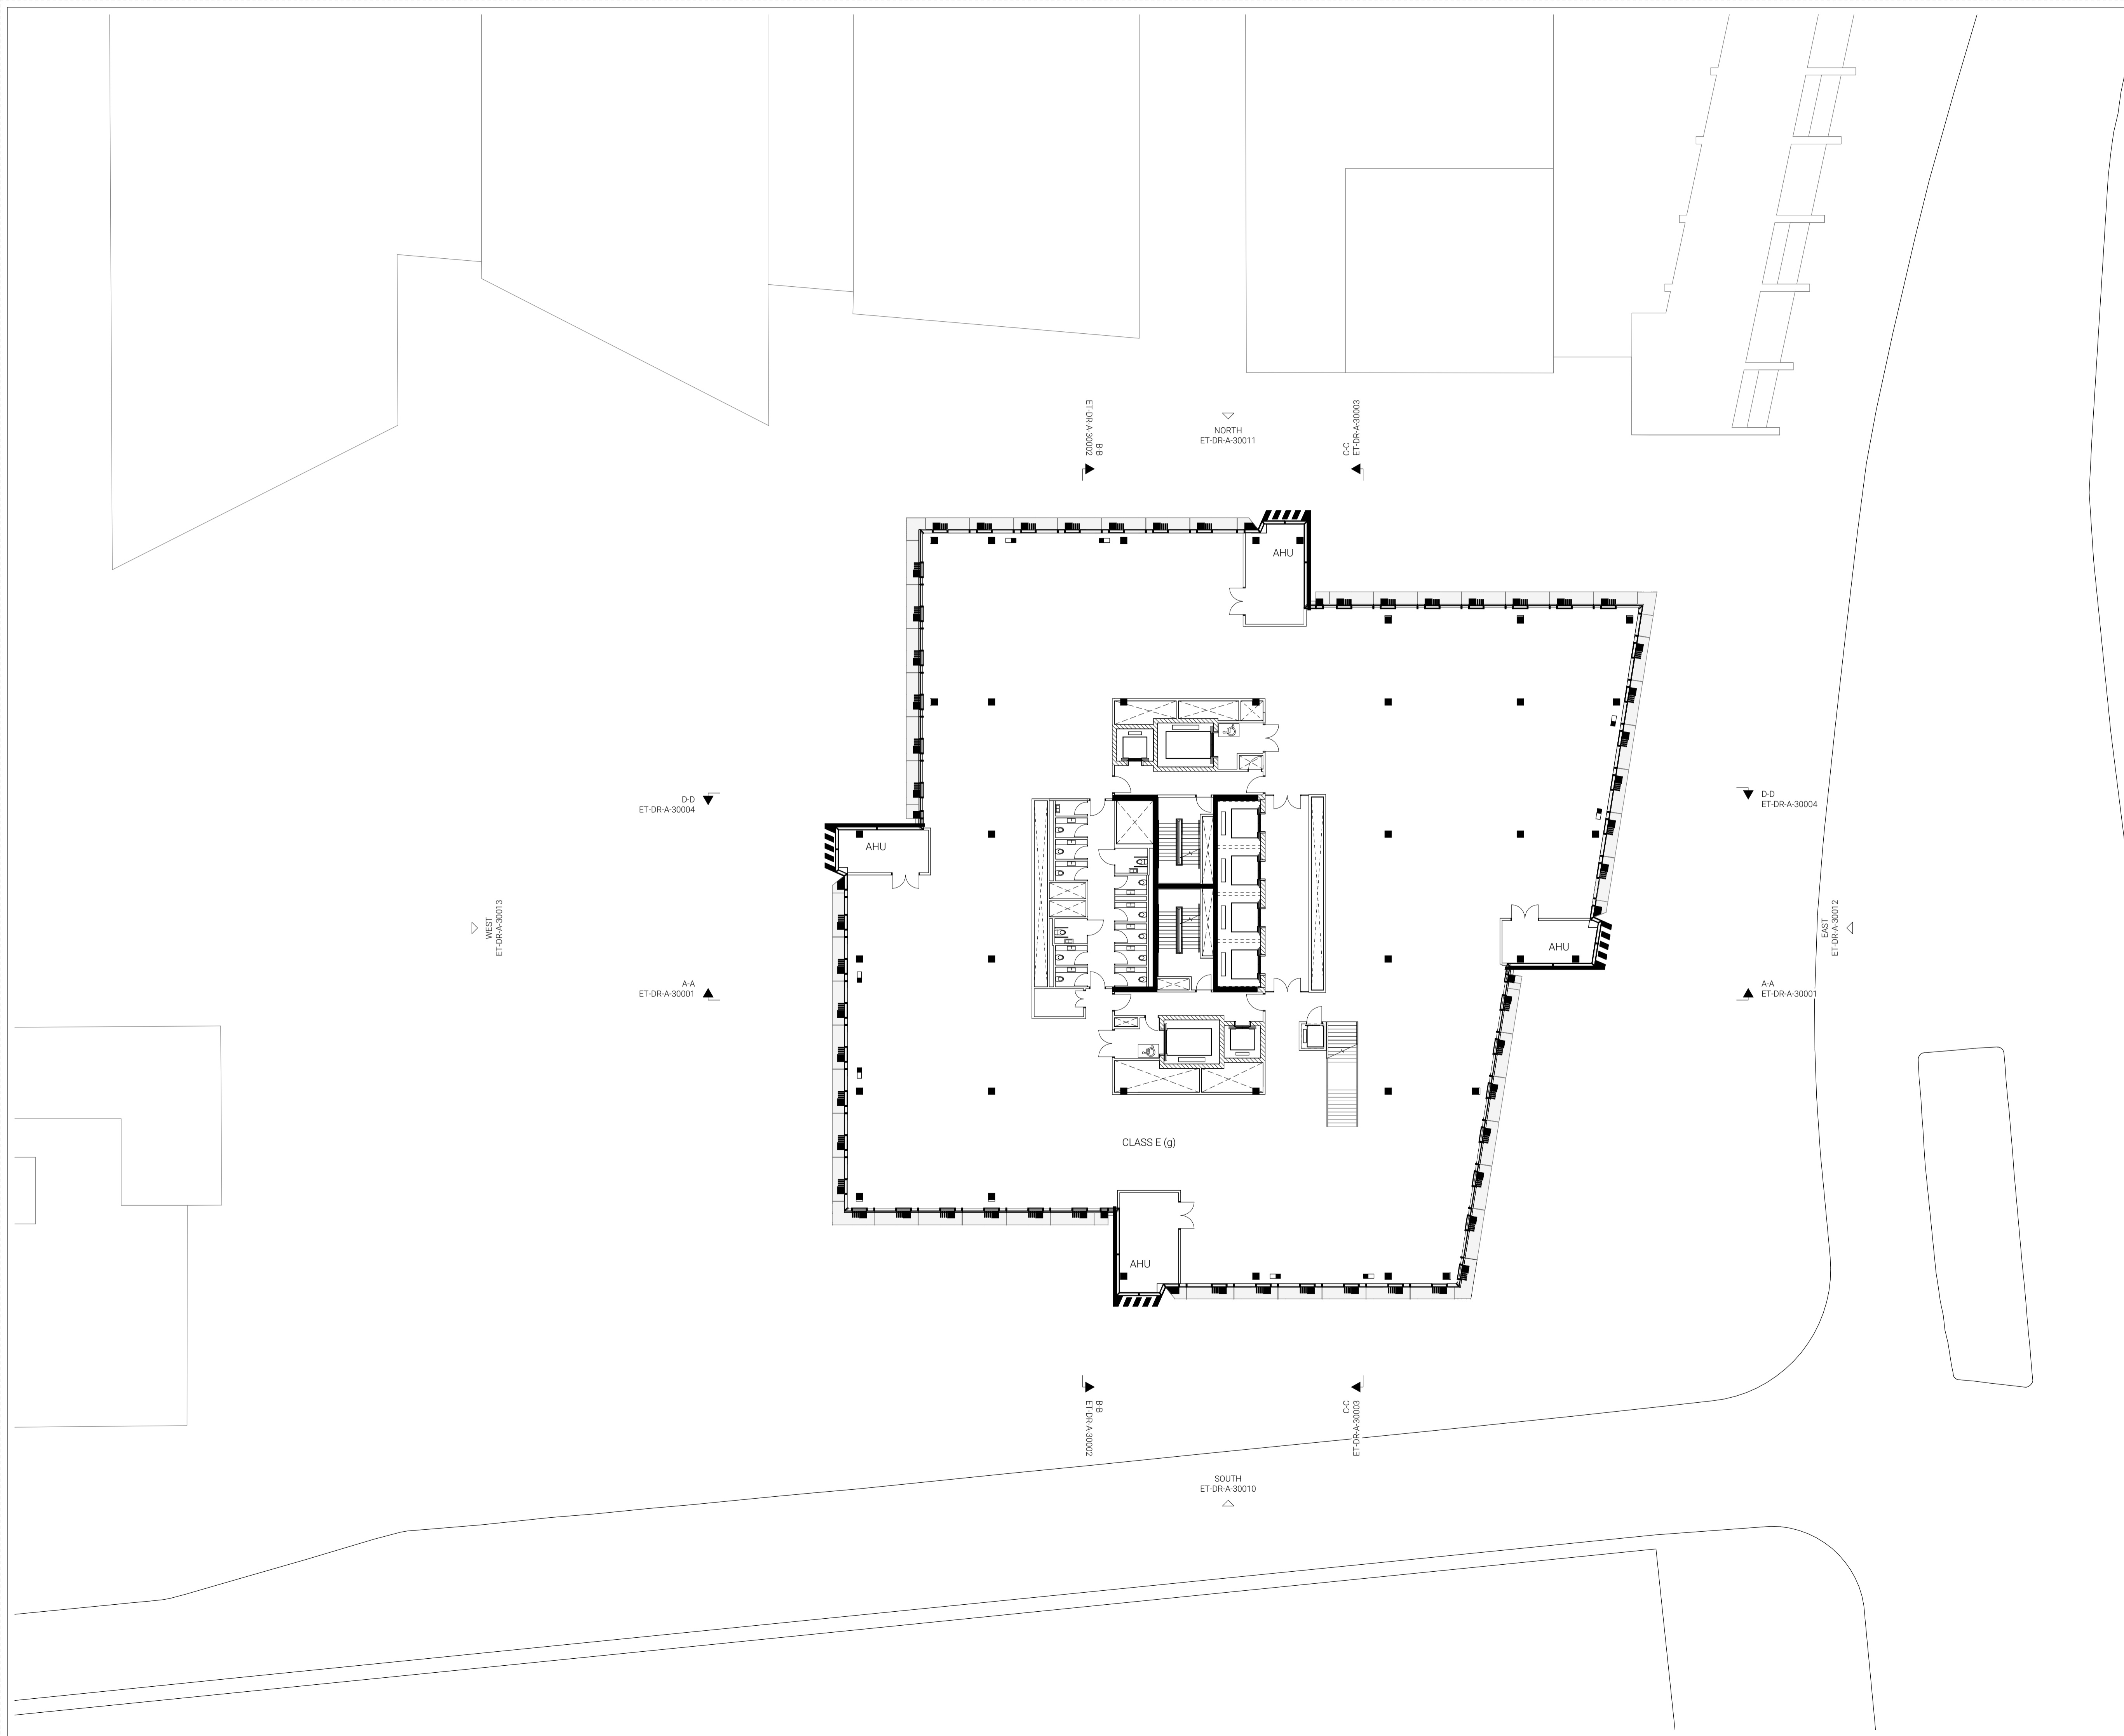 B-B
ET-DR-A-30002
NORTH
ET-DR-A-30011
C-C
ET-DR-A-30003
AHU
D-D
ET-DR-A-30004
D-D
ET-DR-A-30004
AHU
WEST
ET-DR-A-30013
EAST
ET-DR-A-30012
AHU
A-A
ET-DR-A-30001
A-A
ET-DR-A-30001
CLASS E (g)
AHU
B-B
ET-DR-A-30002
C-C
ET-DR-A-30003
SOUTH
ET-DR-A-30010